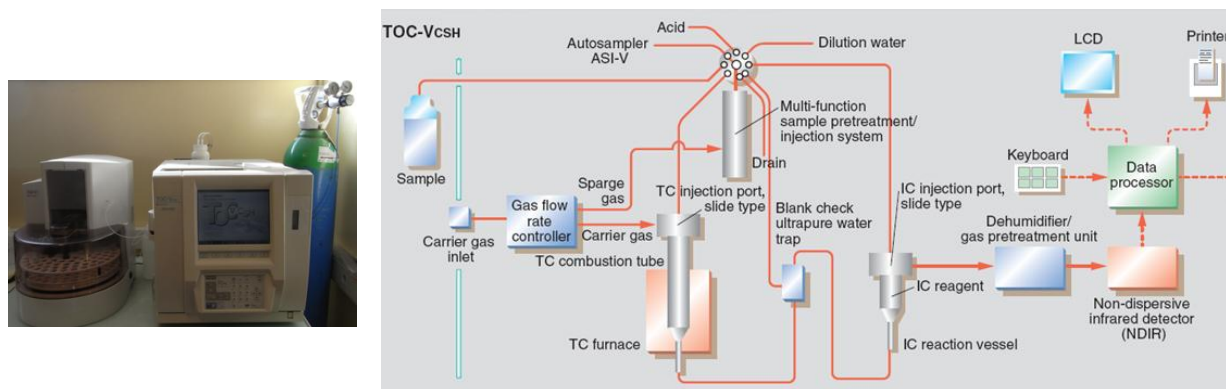 TOC-VCSH
Acid
Autosampler
ASI-V
Dilution water
LCD
Printer
Multi-function
sample pretreatment/
injection system
Drain
Sample
Sparge
gas
Keyboard
Data
processor
Gas flow
rate
controller
TC injection port,
slide type
IC injection port,
slide type
Blank check
ultrapure water
trap
Dehumidifier/
gas pretreatment unit
Carrier gas
inlet
Carrier gas
TC combustion tube
IC reagent
Non-dispersive
infrared detector
(NDIR)
TC furnace
IC reaction vessel